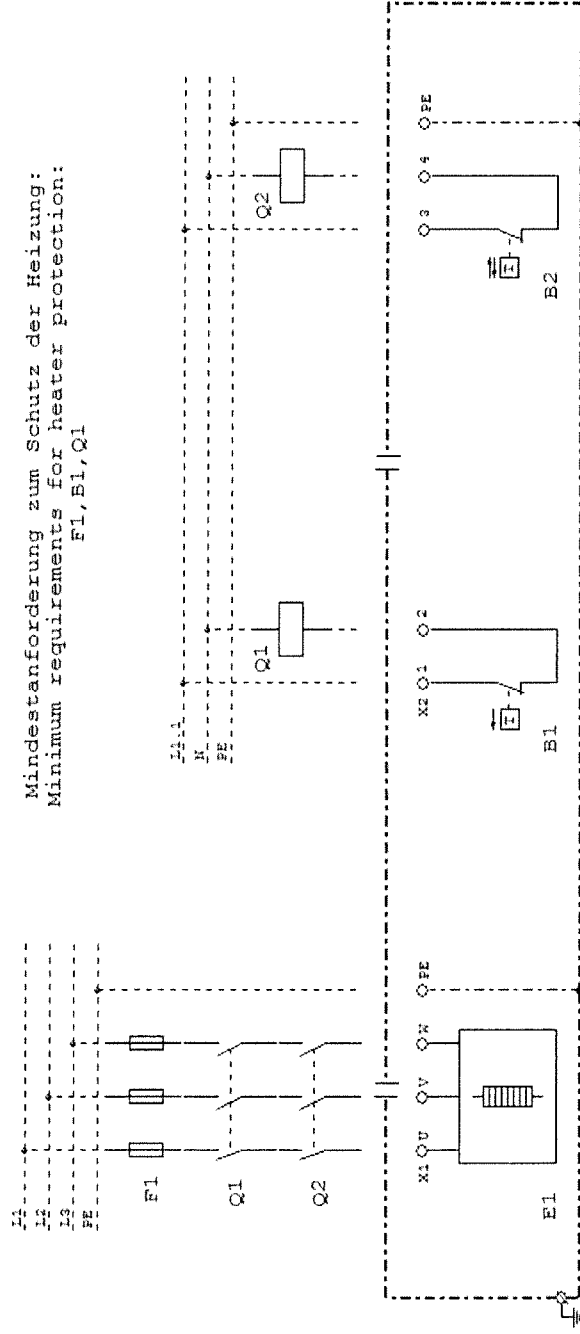 Mindestanforderung zum Schutz der Heizung:
Minimum requirements for heater protection:
F1,B1,Q1
L1
L2
L3
PE
F1
Q1
Q2
X1 U V W PE
E1
L1.1
N
PE
Q1
Q2
X2 1 2
3 4 PE
B1
B2